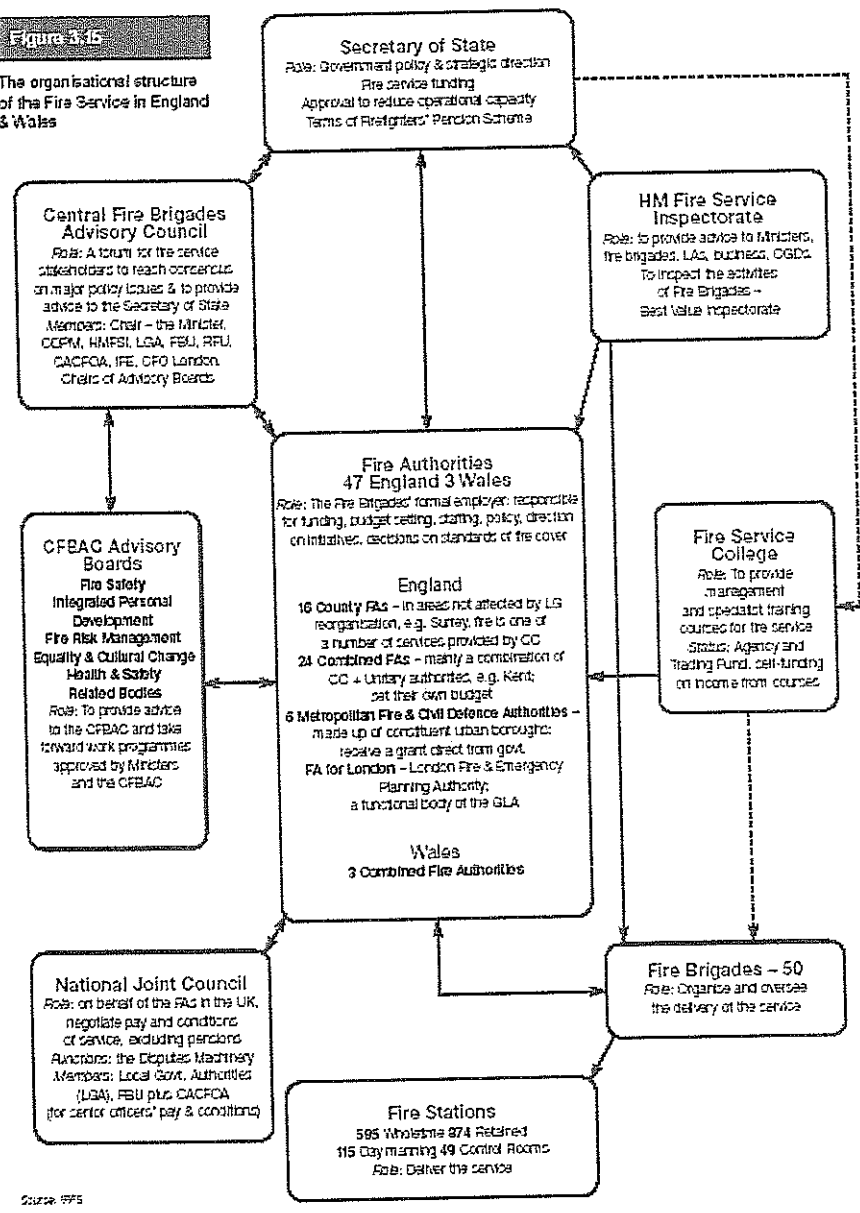 Figure 3.15
The organisational structure
of the Fire Service in England
& Wales
Secretary of State
Role: Government policy & strategic direction
Fire service funding
Approval to reduce operational capacity
Terms of Firefighters' Pension Scheme
Central Fire Brigades
Advisory Council
Role: A forum for the service
stakeholders to reach consensus
on major policy issues & to provide
advice to the Secretary of State
Members: Chair – the Minister,
CCPM, HMFSI, LGA, FBU, RFU,
CACFOA, IFE, CFO London,
Chairs of Advisory Boards
HM Fire Service
Inspectorate
Role: to provide advice to Ministers,
fire brigades, LAs, business, OGDs
To inspect the activities
of Fire Brigades –
Best Value Inspectorate
Fire Authorities
47 England 3 Wales
Role: The Fire Brigades' formal employer: responsible
for funding, budget setting, staffing, policy, direction
on initiatives, decisions on standards of fire cover
England
16 County FAs – in areas not affected by LG
reorganisation, e.g. Surrey, fire is one of
a number of services provided by CC
24 Combined FAs – mainly a combination of
CC + Unitary authorities, e.g. Kent;
set their own budget
6 Metropolitan Fire & Civil Defence Authorities –
made up of constituent urban boroughs;
receive a grant direct from govt.
FA for London – London Fire & Emergency
Planning Authority;
a functional body of the GLA
Wales
3 Combined Fire Authorities
CFBAC Advisory
Boards
Fire Safety
Integrated Personal
Development
Fire Risk Management
Equality & Cultural Change
Health & Safety
Related Bodies
Role: To provide advice
to the CFBAC and take
forward work programmes
approved by Ministers
and the CFBAC
Fire Service
College
Role: To provide
management
and specialist training
courses for the service
Status: Agency and
Trading Fund, self-funding
on income from courses
National Joint Council
Role: on behalf of the FAs in the UK,
negotiate pay and conditions
of service, excluding pensions
Functions: the Disputes Machinery
Members: Local Govt, Authorities
(LGA), FBU plus CACFOA
(for senior officers' pay & conditions)
Fire Brigades – 50
Role: Organise and oversee
the delivery of the service
Fire Stations
595 Wholetime 874 Retained
115 Day manning 49 Control Rooms
Role: Deliver the service
Source: